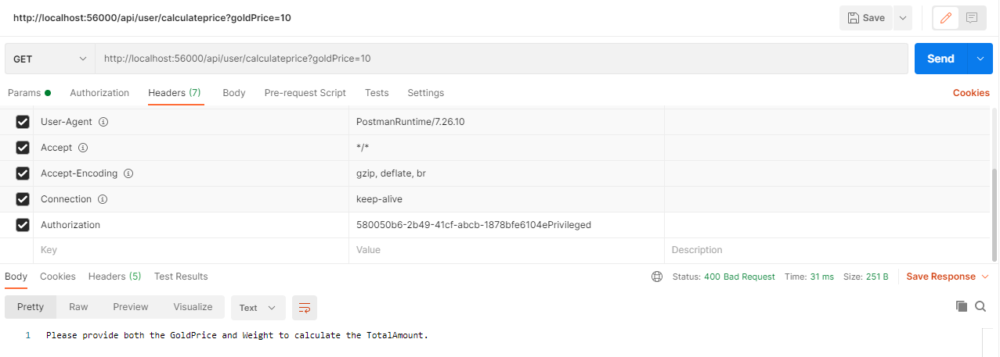 http://localhost:56000/api/user/calculateprice?goldPrice=10 Save
GET http://localhost:56000/api/user/calculateprice?goldPrice=10 Send
Params Authorization Headers (7) Body Pre-request Script Tests Settings Cookies
User-Agent PostmanRuntime/7.26.10
Accept */*
Accept-Encoding gzip, deflate, br
Connection keep-alive
Authorization 580050b6-2b49-41cf-abcb-1878bfe6104ePrivileged
Key Value Description
Body Cookies Headers (5) Test Results Status: 400 Bad Request Time: 31 ms Size: 251 B Save Response
Pretty Raw Preview Visualize Text
1 Please provide both the GoldPrice and Weight to calculate the TotalAmount.